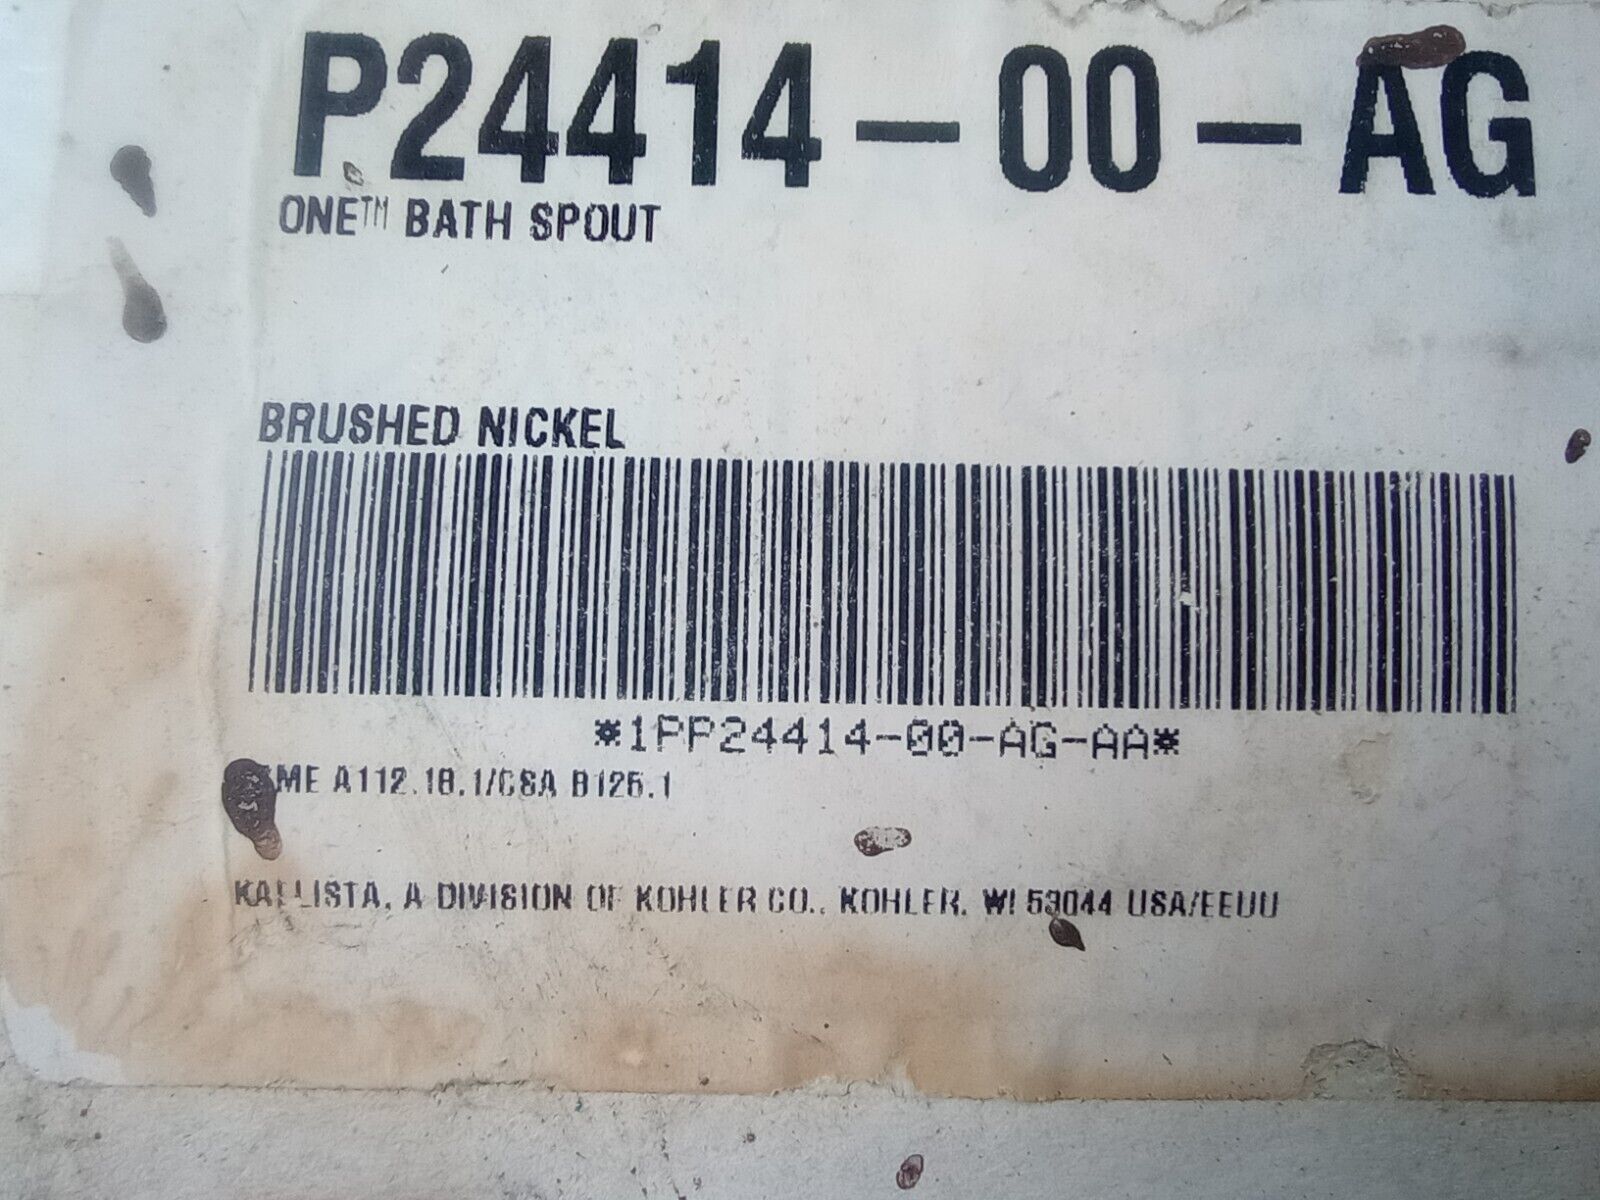 P24414-00-AG
ONE™ BATH SPOUT
BRUSHED NICKEL
*1PP24414-00-AG-AA*
A112.18.1/CSA B125.1
KALLISTA, A DIVISION OF KOHLER CO., KOHLER, WI 53044 USA/EEUU